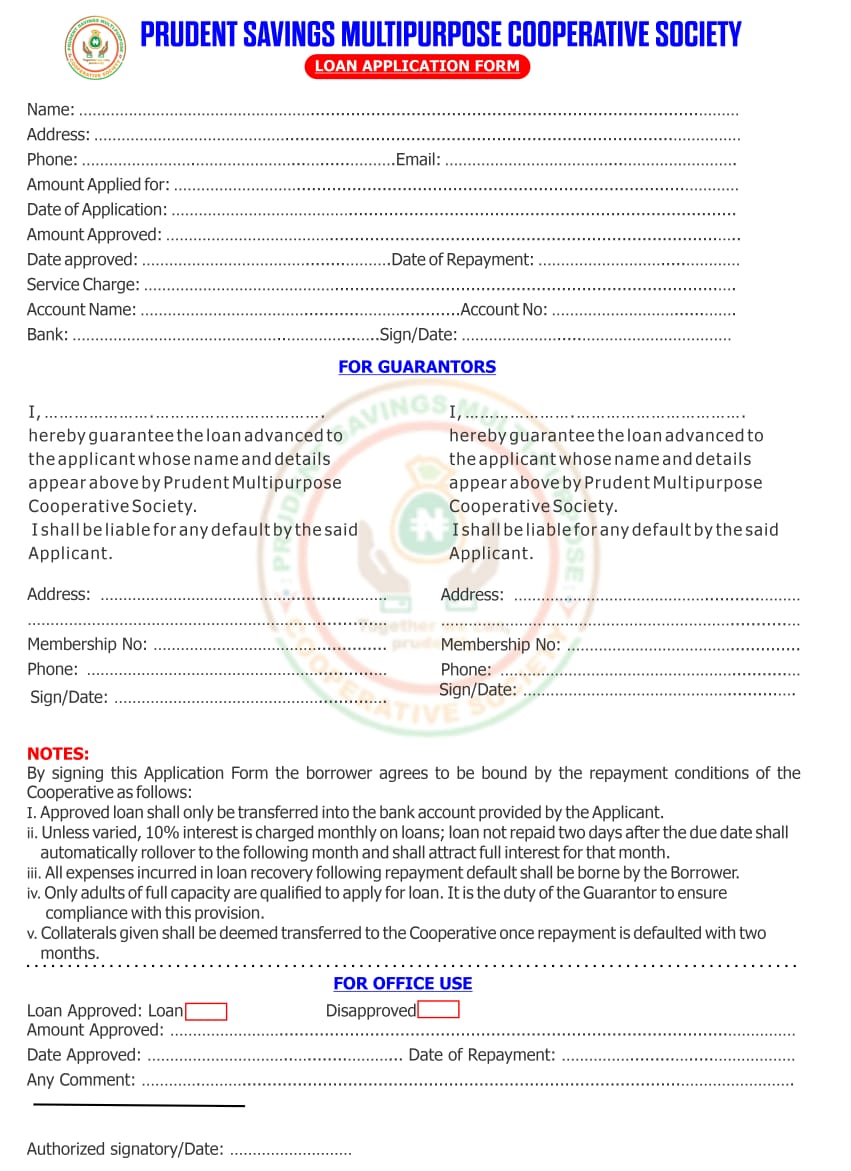 PRUDENT SAVINGS MULTIPURPOSE COOPERATIVE SOCIETY
LOAN APPLICATION FORM
Name: ........................................
Address: ........................................
Phone: ........................................Email: ........................................
Amount Applied for: ........................................
Date of Application: ........................................
Amount Approved: ........................................
Date approved: ........................................Date of Repayment: ........................................
Service Charge: ........................................
Account Name: ........................................Account No: ........................................
Bank: ........................................Sign/Date: ........................................
FOR GUARANTORS
I, ........................................
hereby guarantee the loan advanced to
the applicant whose name and details
appear above by Prudent Multipurpose
Cooperative Society.
I shall be liable for any default by the said
Applicant.
Address: ........................................
........................................
Membership No: ........................................
Phone: ........................................
Sign/Date: ........................................
I, ........................................
hereby guarantee the loan advanced to
the applicant whose name and details
appear above by Prudent Multipurpose
Cooperative Society.
I shall be liable for any default by the said
Applicant.
Address: ........................................
........................................
Membership No: ........................................
Phone: ........................................
Sign/Date: ........................................
PRUDENT SAVINGS MULTIPURPOSE
COOPERATIVE SOCIETY
NOTES:
By signing this Application Form the borrower agrees to be bound by the repayment conditions of the
Cooperative as follows:
I. Approved loan shall only be transferred into the bank account provided by the Applicant.
ii. Unless varied, 10% interest is charged monthly on loans; loan not repaid two days after the due date shall
automatically rollover to the following month and shall attract full interest for that month.
iii. All expenses incurred in loan recovery following repayment default shall be borne by the Borrower.
iv. Only adults of full capacity are qualified to apply for loan. It is the duty of the Guarantor to ensure
compliance with this provision.
v. Collaterals given shall be deemed transferred to the Cooperative once repayment is defaulted with two
months.
FOR OFFICE USE
Loan Approved: Loan Disapproved
Amount Approved: ........................................
Date Approved: ........................................ Date of Repayment: ........................................
Any Comment: ........................................
Authorized signatory/Date: ...........................